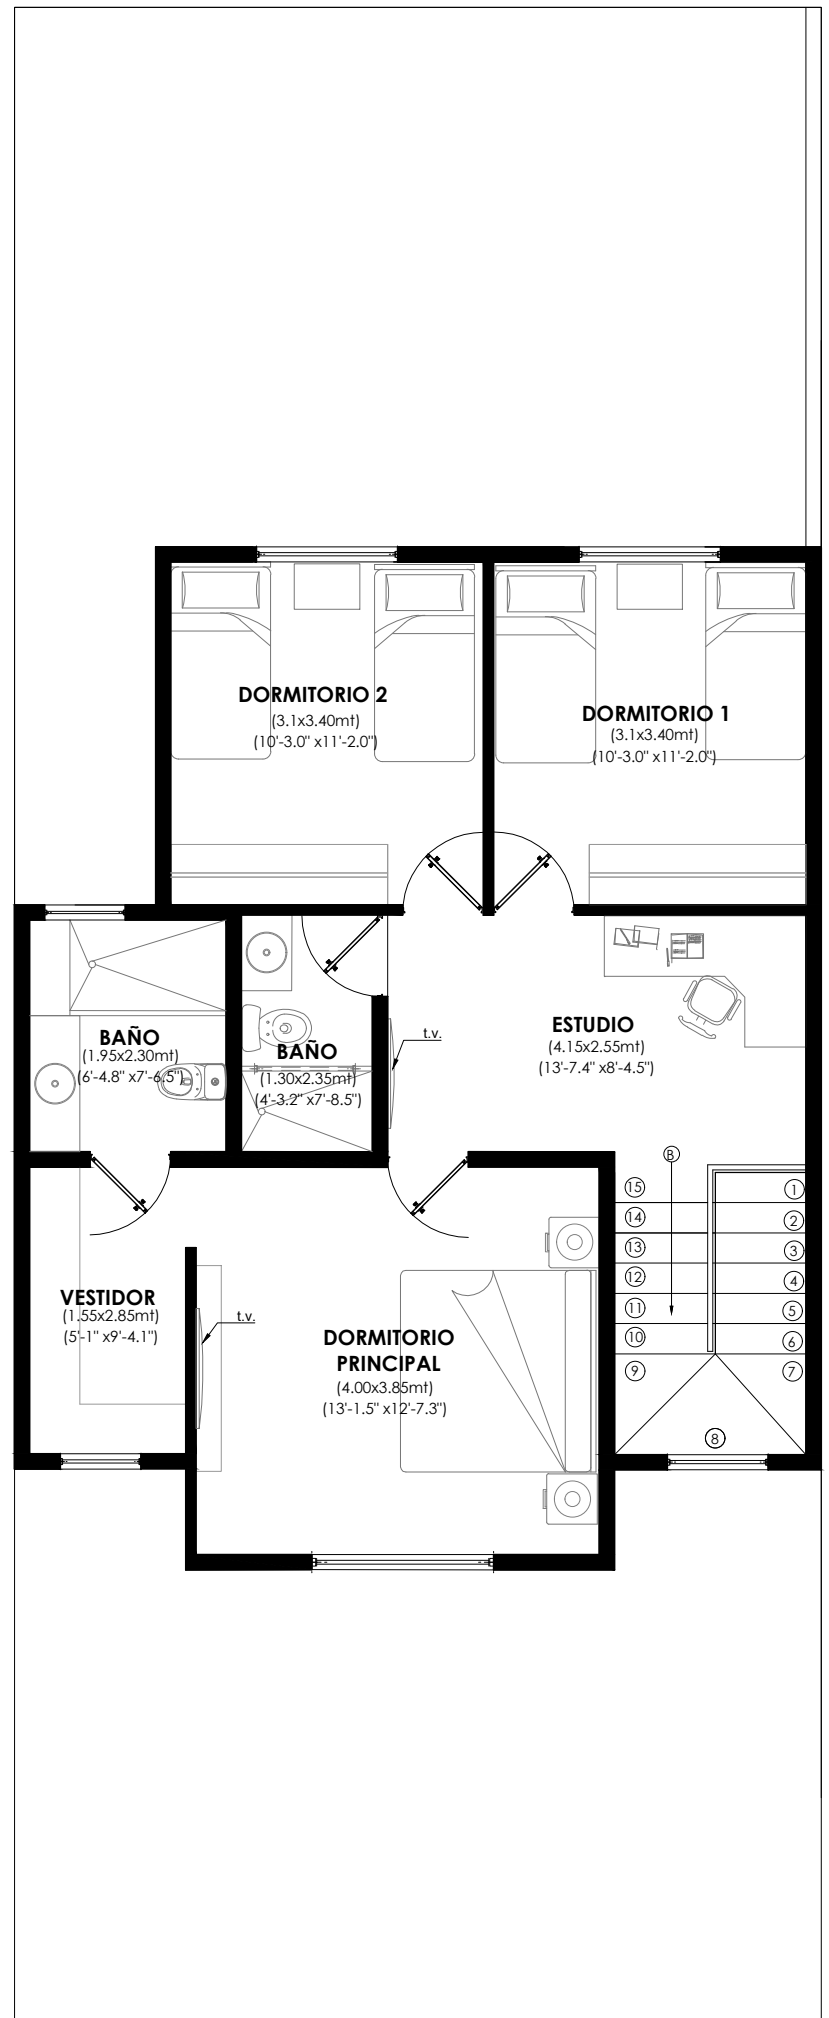 DORMITORIO 2
(3.1x3.40mt)
(10'-3.0" x11'-2.0")
DORMITORIO 1
(3.1x3.40mt)
(10'-3.0" x11'-2.0")
BAÑO
(1.95x2.30mt)
(6'-4.8" x7'-6.5")
BAÑO
(1.30x2.35mt)
(4'-3.2" x7'-8.5")
t.v.
ESTUDIO
(4.15x2.55mt)
(13'-7.4" x8'-4.5")
B
15
14
13
12
11
10
9
8
1
2
3
4
5
6
7
VESTIDOR
(1.55x2.85mt)
(5'-1" x9'-4.1")
t.v.
DORMITORIO
PRINCIPAL
(4.00x3.85mt)
(13'-1.5" x12'-7.3")